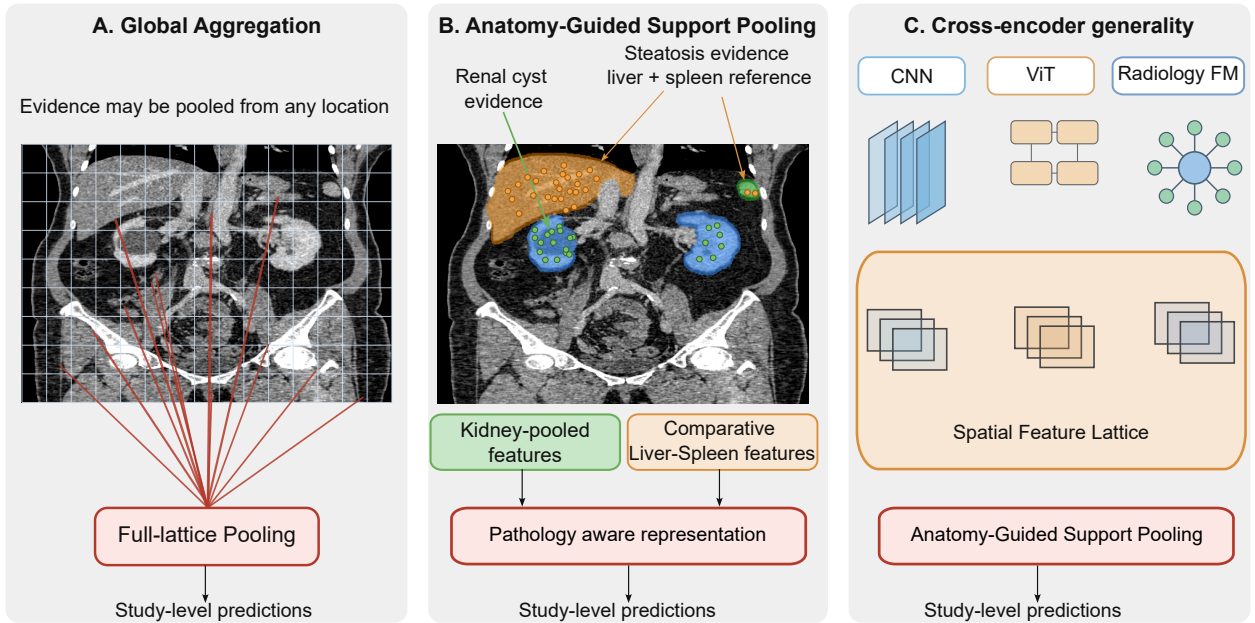 A. Global Aggregation
Evidence may be pooled from any location
Full-lattice Pooling
Study-level predictions
B. Anatomy-Guided Support Pooling
Renal cyst
evidence
Steatosis evidence
liver + spleen reference
Kidney-pooled
features
Comparative
Liver-Spleen features
Pathology aware representation
Study-level predictions
C. Cross-encoder generality
CNN
ViT
Radiology FM
Spatial Feature Lattice
Anatomy-Guided Support Pooling
Study-level predictions